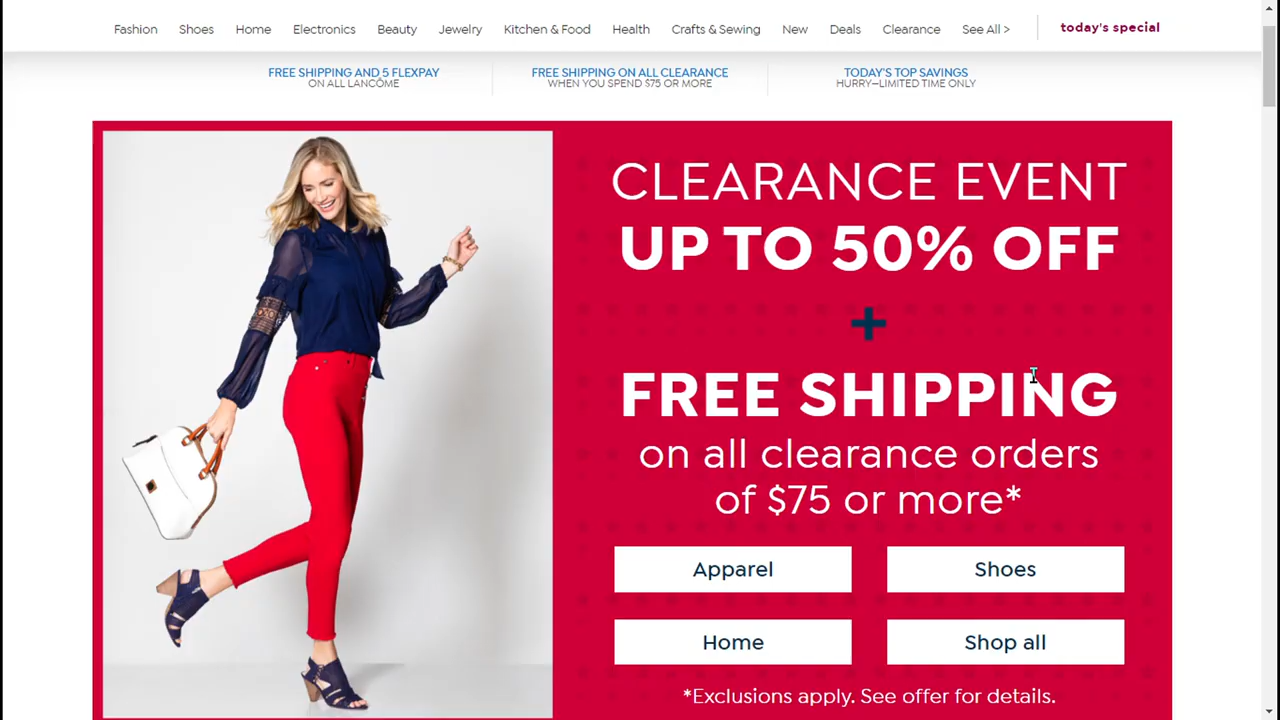 Fashion Shoes Home Electronics Beauty Jewelry Kitchen & Food Health Crafts & Sewing New Deals Clearance See All > today's special
FREE SHIPPING AND 5 FLEXPAY
ON ALL LANCÔME
FREE SHIPPING ON ALL CLEARANCE
WHEN YOU SPEND $75 OR MORE
TODAY'S TOP SAVINGS
HURRY—LIMITED TIME ONLY
CLEARANCE EVENT
UP TO 50% OFF
+
FREE SHIPPING
on all clearance orders
of $75 or more*
Apparel Shoes
Home Shop all
*Exclusions apply. See offer for details.